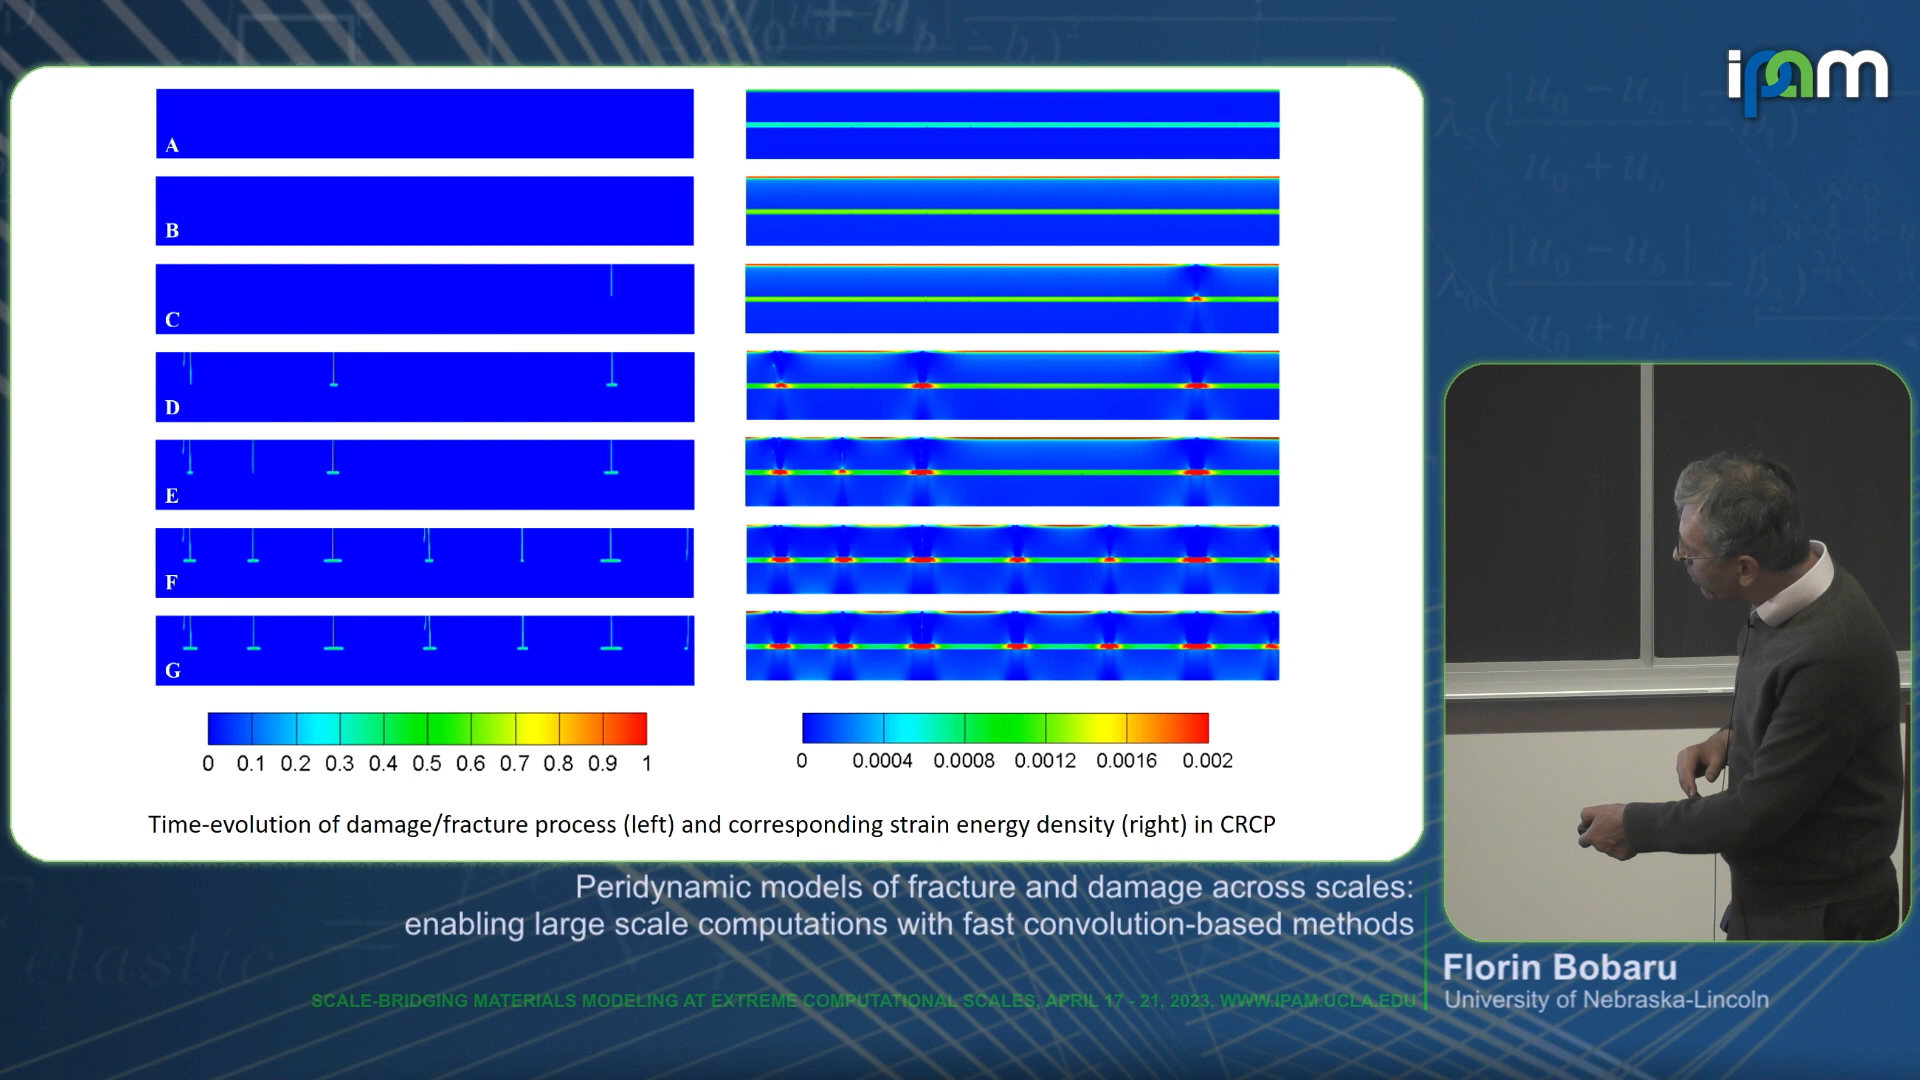 ipam
A
B
C
D
E
F
G
0 0.1 0.2 0.3 0.4 0.5 0.6 0.7 0.8 0.9 1
0 0.0004 0.0008 0.0012 0.0016 0.002
Time-evolution of damage/fracture process (left) and corresponding strain energy density (right) in CRCP
Peridynamic models of fracture and damage across scales:
enabling large scale computations with fast convolution-based methods
SCALE-BRIDGING MATERIALS MODELING AT EXTREME COMPUTATIONAL SCALES, APRIL 17 - 21, 2023, WWW.IPAM.UCLA.EDU
Florin Bobaru
University of Nebraska-Lincoln
elastic